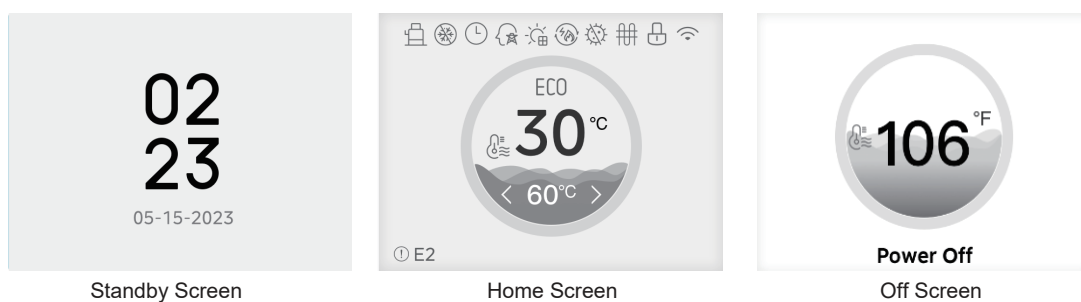 02
23
05-15-2023
Standby Screen
ECO
30°C
60°C
E2
Home Screen
106°F
Power Off
Off Screen